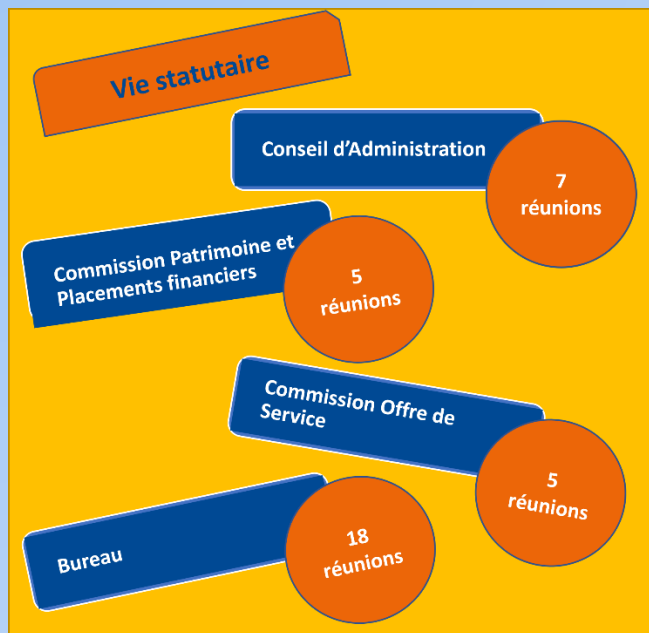 Vie statutaire
Conseil d’Administration
7
réunions
Commission Patrimoine et
Placements financiers
5
réunions
Commission Offre de
Service
5
réunions
Bureau
18
réunions